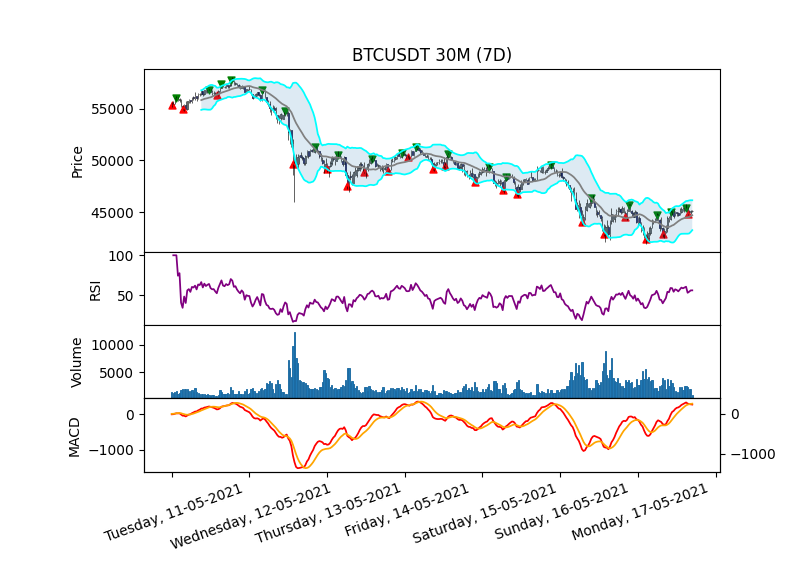 BTCUSDT 30M (7D)
Price
55000
50000
45000
RSI
100
50
Volume
10000
5000
MACD
0
−1000
0
−1000
Tuesday, 11-05-2021
Wednesday, 12-05-2021
Thursday, 13-05-2021
Friday, 14-05-2021
Saturday, 15-05-2021
Sunday, 16-05-2021
Monday, 17-05-2021